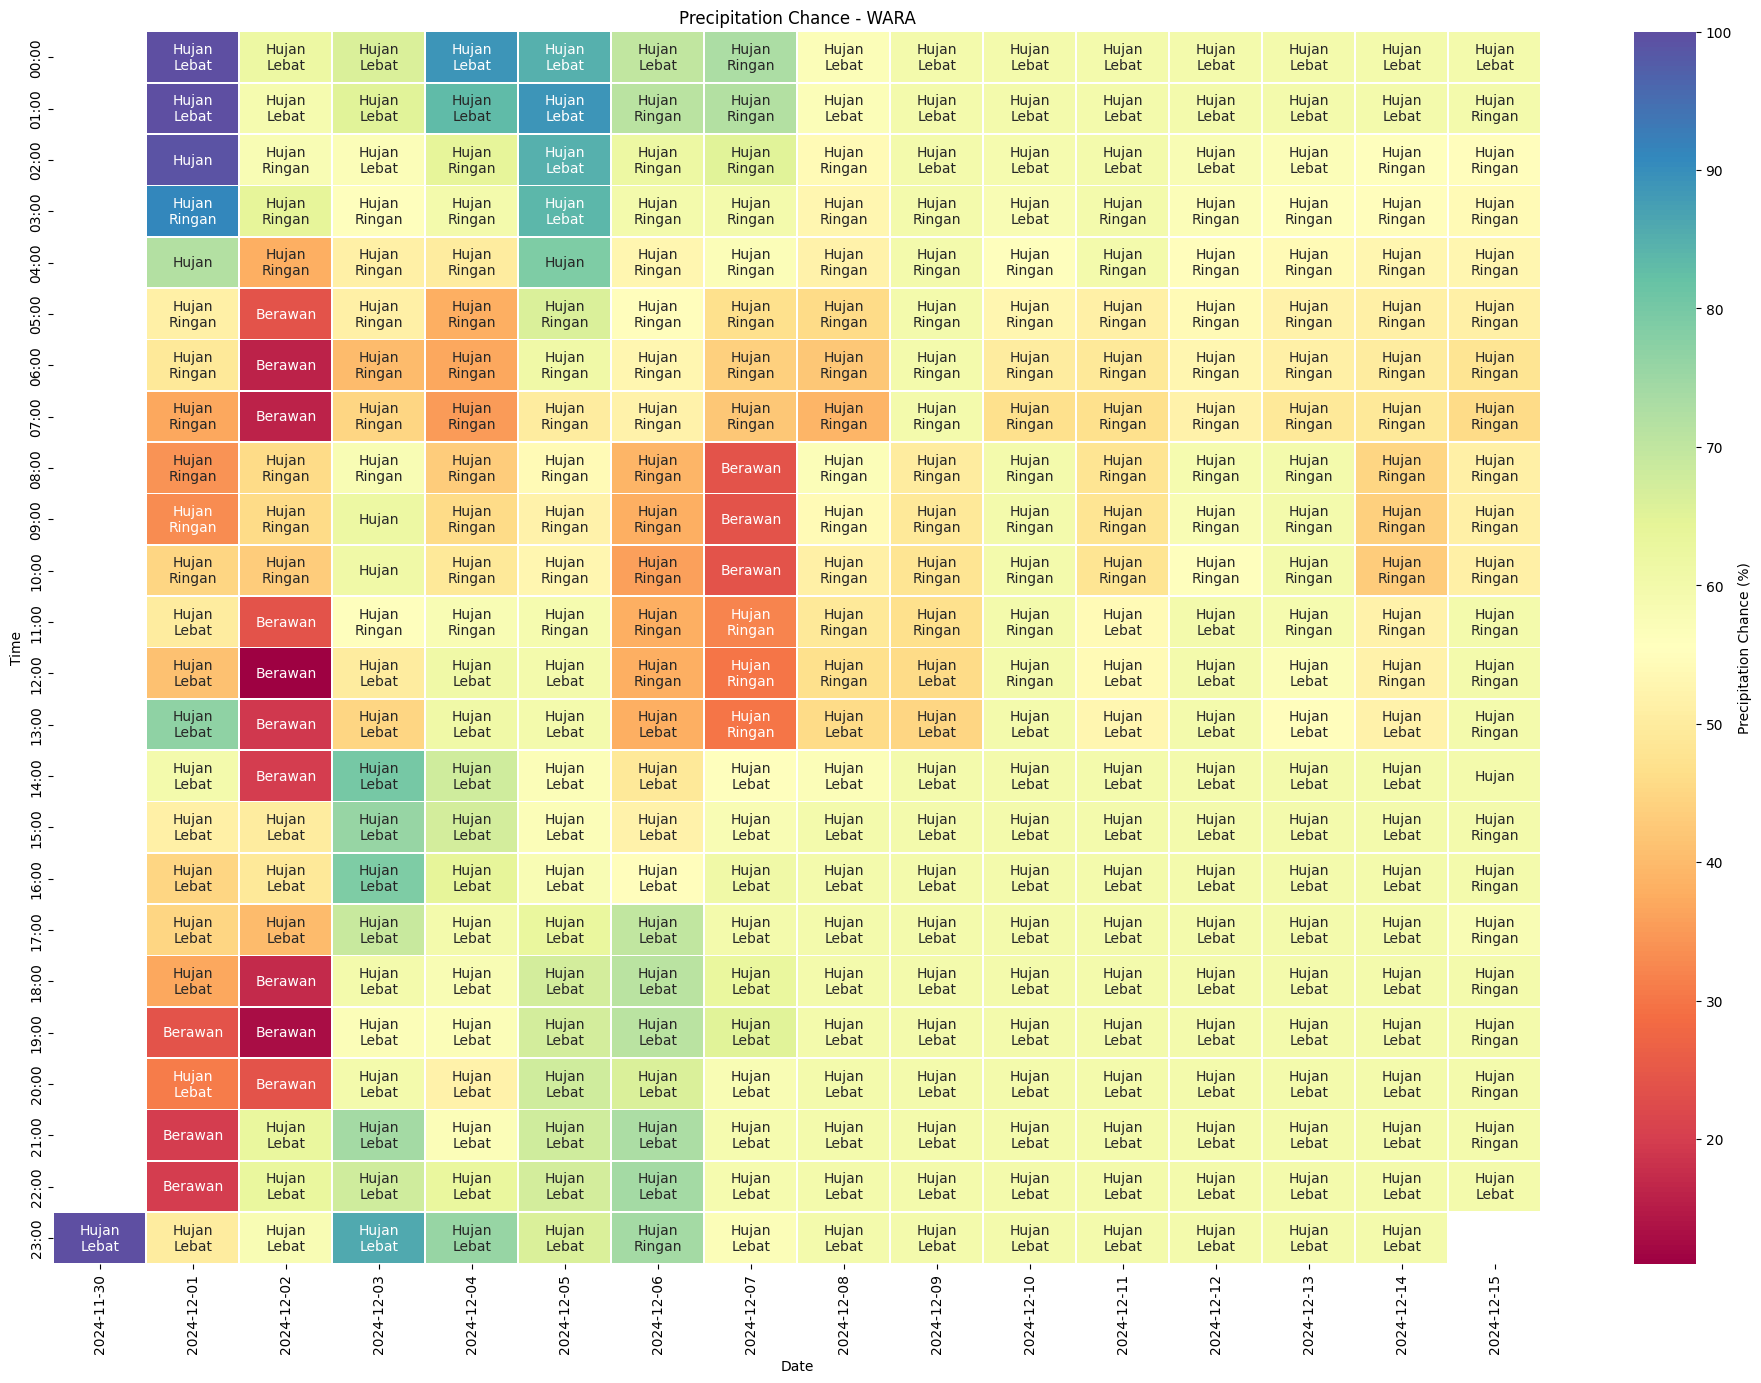 Precipitation Chance - WARA
00:00
Hujan Hujan Hujan Hujan Hujan Hujan Hujan Hujan Hujan Hujan Hujan Hujan Hujan Hujan Hujan
Lebat Lebat Lebat Lebat Lebat Lebat Ringan Lebat Lebat Lebat Lebat Lebat Lebat Lebat Lebat
01:00
Hujan Hujan Hujan Hujan Hujan Hujan Hujan Hujan Hujan Hujan Hujan Hujan Hujan Hujan Hujan
Lebat Lebat Lebat Lebat Lebat Ringan Ringan Lebat Lebat Lebat Lebat Lebat Lebat Lebat Ringan
02:00
Hujan Hujan Hujan Hujan Hujan Hujan Hujan Hujan Hujan Hujan Hujan Hujan Hujan Hujan Hujan
Ringan Lebat Ringan Lebat Ringan Ringan Ringan Lebat Lebat Lebat Lebat Lebat Ringan Ringan
03:00
Hujan Hujan Hujan Hujan Hujan Hujan Hujan Hujan Hujan Hujan Hujan Hujan Hujan Hujan Hujan
Ringan Ringan Ringan Ringan Lebat Ringan Ringan Ringan Ringan Lebat Ringan Ringan Ringan Ringan Ringan
04:00
Hujan Hujan Hujan Hujan Hujan Hujan Hujan Hujan Hujan Hujan Hujan Hujan Hujan Hujan Hujan
Ringan Ringan Ringan Ringan Ringan Ringan Ringan Ringan Ringan Ringan Ringan Ringan Ringan
05:00
Hujan Berawan Hujan Hujan Hujan Hujan Hujan Hujan Hujan Hujan Hujan Hujan Hujan Hujan Hujan
Ringan Ringan Ringan Ringan Ringan Ringan Ringan Ringan Ringan Ringan Ringan Ringan Ringan Ringan
06:00
Hujan Berawan Hujan Hujan Hujan Hujan Hujan Hujan Hujan Hujan Hujan Hujan Hujan Hujan Hujan
Ringan Ringan Ringan Ringan Ringan Ringan Ringan Ringan Ringan Ringan Ringan Ringan Ringan Ringan
07:00
Hujan Berawan Hujan Hujan Hujan Hujan Hujan Hujan Hujan Hujan Hujan Hujan Hujan Hujan Hujan
Ringan Ringan Ringan Ringan Ringan Ringan Ringan Ringan Ringan Ringan Ringan Ringan Ringan Ringan
08:00
Hujan Hujan Hujan Hujan Hujan Hujan Berawan Hujan Hujan Hujan Hujan Hujan Hujan Hujan Hujan
Ringan Ringan Ringan Ringan Ringan Ringan Ringan Ringan Ringan Ringan Ringan Ringan Ringan Ringan
09:00
Hujan Hujan Hujan Hujan Hujan Hujan Berawan Hujan Hujan Hujan Hujan Hujan Hujan Hujan Hujan
Ringan Ringan Ringan Ringan Ringan Ringan Ringan Ringan Ringan Ringan Ringan Ringan Ringan
10:00
Hujan Hujan Hujan Hujan Hujan Hujan Berawan Hujan Hujan Hujan Hujan Hujan Hujan Hujan Hujan
Ringan Ringan Ringan Ringan Ringan Ringan Ringan Ringan Ringan Ringan Ringan Ringan Ringan
11:00
Hujan Berawan Hujan Hujan Hujan Hujan Hujan Hujan Hujan Hujan Hujan Hujan Hujan Hujan Hujan
Lebat Ringan Ringan Ringan Ringan Ringan Ringan Ringan Ringan Lebat Lebat Ringan Ringan Ringan
12:00
Hujan Berawan Hujan Hujan Hujan Hujan Hujan Hujan Hujan Hujan Hujan Hujan Hujan Hujan Hujan
Lebat Lebat Lebat Lebat Ringan Ringan Ringan Lebat Ringan Lebat Lebat Lebat Ringan Ringan
13:00
Hujan Berawan Hujan Hujan Hujan Hujan Hujan Hujan Hujan Hujan Hujan Hujan Hujan Hujan Hujan
Lebat Lebat Lebat Lebat Lebat Ringan Lebat Lebat Lebat Lebat Lebat Lebat Lebat Ringan
14:00
Hujan Berawan Hujan Hujan Hujan Hujan Hujan Hujan Hujan Hujan Hujan Hujan Hujan Hujan Hujan
Lebat Lebat Lebat Lebat Lebat Lebat Lebat Lebat Lebat Lebat Lebat Lebat Lebat
15:00
Hujan Hujan Hujan Hujan Hujan Hujan Hujan Hujan Hujan Hujan Hujan Hujan Hujan Hujan Hujan
Lebat Lebat Lebat Lebat Lebat Lebat Lebat Lebat Lebat Lebat Lebat Lebat Lebat Lebat Ringan
16:00
Hujan Hujan Hujan Hujan Hujan Hujan Hujan Hujan Hujan Hujan Hujan Hujan Hujan Hujan Hujan
Lebat Lebat Lebat Lebat Lebat Lebat Lebat Lebat Lebat Lebat Lebat Lebat Lebat Lebat Ringan
17:00
Hujan Hujan Hujan Hujan Hujan Hujan Hujan Hujan Hujan Hujan Hujan Hujan Hujan Hujan Hujan
Lebat Lebat Lebat Lebat Lebat Lebat Lebat Lebat Lebat Lebat Lebat Lebat Lebat Lebat Ringan
18:00
Hujan Berawan Hujan Hujan Hujan Hujan Hujan Hujan Hujan Hujan Hujan Hujan Hujan Hujan Hujan
Lebat Lebat Lebat Lebat Lebat Lebat Lebat Lebat Lebat Lebat Lebat Lebat Lebat Ringan
19:00
Berawan Berawan Hujan Hujan Hujan Hujan Hujan Hujan Hujan Hujan Hujan Hujan Hujan Hujan Hujan
Lebat Lebat Lebat Lebat Lebat Lebat Lebat Lebat Lebat Lebat Lebat Lebat Ringan
20:00
Hujan Berawan Hujan Hujan Hujan Hujan Hujan Hujan Hujan Hujan Hujan Hujan Hujan Hujan Hujan
Lebat Lebat Lebat Lebat Lebat Lebat Lebat Lebat Lebat Lebat Lebat Lebat Lebat Ringan
21:00
Berawan Hujan Hujan Hujan Hujan Hujan Hujan Hujan Hujan Hujan Hujan Hujan Hujan Hujan Hujan
Lebat Lebat Lebat Lebat Lebat Lebat Lebat Lebat Lebat Lebat Lebat Lebat Lebat Ringan
22:00
Berawan Hujan Hujan Hujan Hujan Hujan Hujan Hujan Hujan Hujan Hujan Hujan Hujan Hujan Hujan
Lebat Lebat Lebat Lebat Lebat Lebat Lebat Lebat Lebat Lebat Lebat Lebat Lebat Lebat
23:00
Hujan Hujan Hujan Hujan Hujan Hujan Hujan Hujan Hujan Hujan Hujan Hujan Hujan Hujan Hujan
Lebat Lebat Lebat Lebat Lebat Lebat Ringan Lebat Lebat Lebat Lebat Lebat Lebat Lebat Lebat
Time
2024-11-30
2024-12-01
2024-12-02
2024-12-03
2024-12-04
2024-12-05
2024-12-06
2024-12-07
2024-12-08
2024-12-09
2024-12-10
2024-12-11
2024-12-12
2024-12-13
2024-12-14
2024-12-15
Date
100
90
80
70
60
50
40
30
20
Precipitation Chance (%)